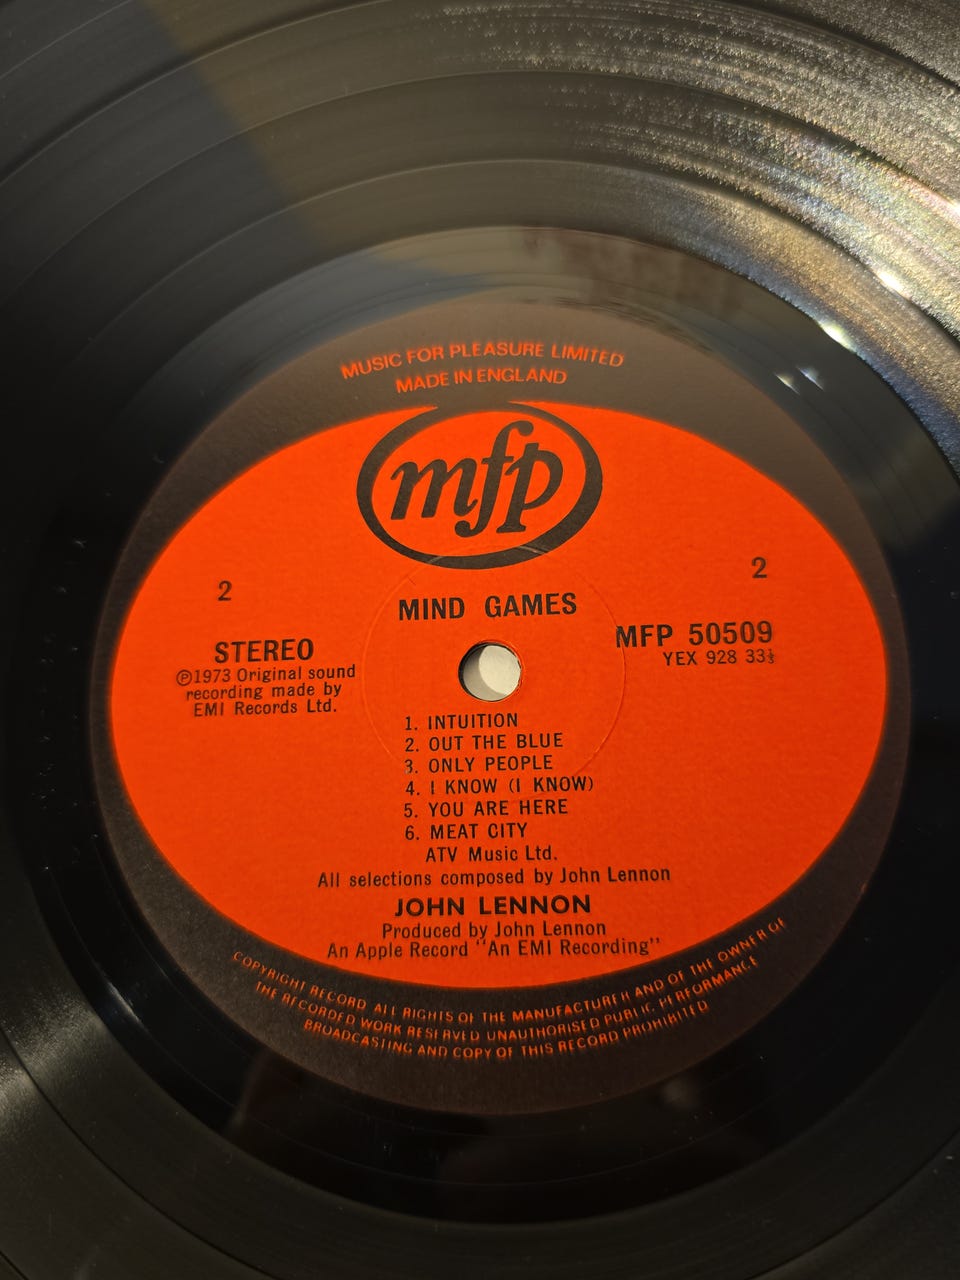 MUSIC FOR PLEASURE LIMITED
MADE IN ENGLAND
mfp
2
2
MIND GAMES
STEREO
MFP 50509
YEX 928 33⅓
℗1973 Original sound
recording made by
EMI Records Ltd.
1. INTUITION
2. OUT THE BLUE
3. ONLY PEOPLE
4. I KNOW (I KNOW)
5. YOU ARE HERE
6. MEAT CITY
ATV Music Ltd.
All selections composed by John Lennon
JOHN LENNON
Produced by John Lennon
An Apple Record "An EMI Recording"
COPYRIGHT RECORD ALL RIGHTS OF THE MANUFACTURER AND OF THE OWNER OF
THE RECORDED WORK RESERVED UNAUTHORISED PUBLIC PERFORMANCE
BROADCASTING AND COPY OF THIS RECORD PROHIBITED